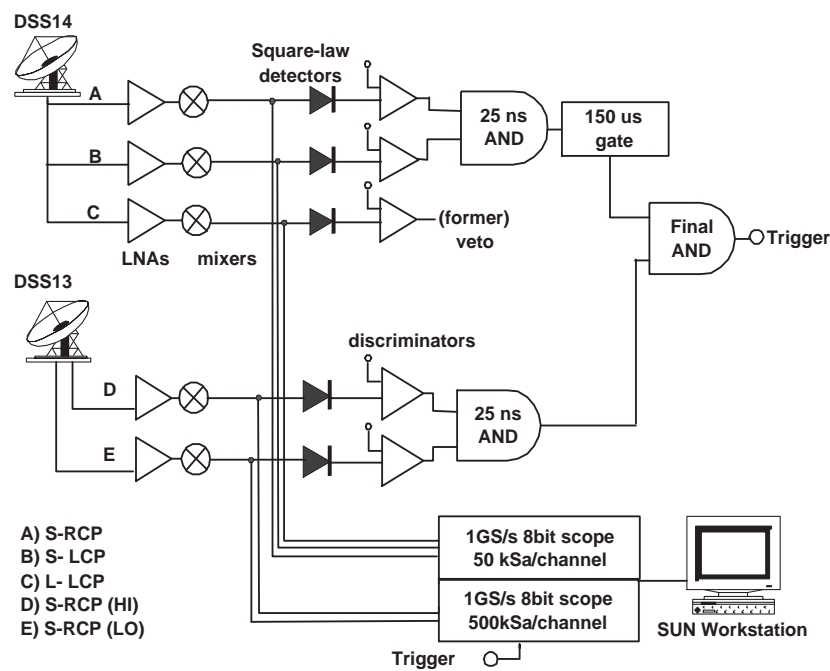 DSS14
Square-law
detectors
A
B
C
LNAs
mixers
25 ns
AND
150 us
gate
(former)
veto
Final
AND
Trigger
DSS13
discriminators
D
E
25 ns
AND
A) S-RCP
B) S- LCP
C) L- LCP
D) S-RCP (HI)
E) S-RCP (LO)
1GS/s 8bit scope
50 kSa/channel
1GS/s 8bit scope
500kSa/channel
SUN Workstation
Trigger